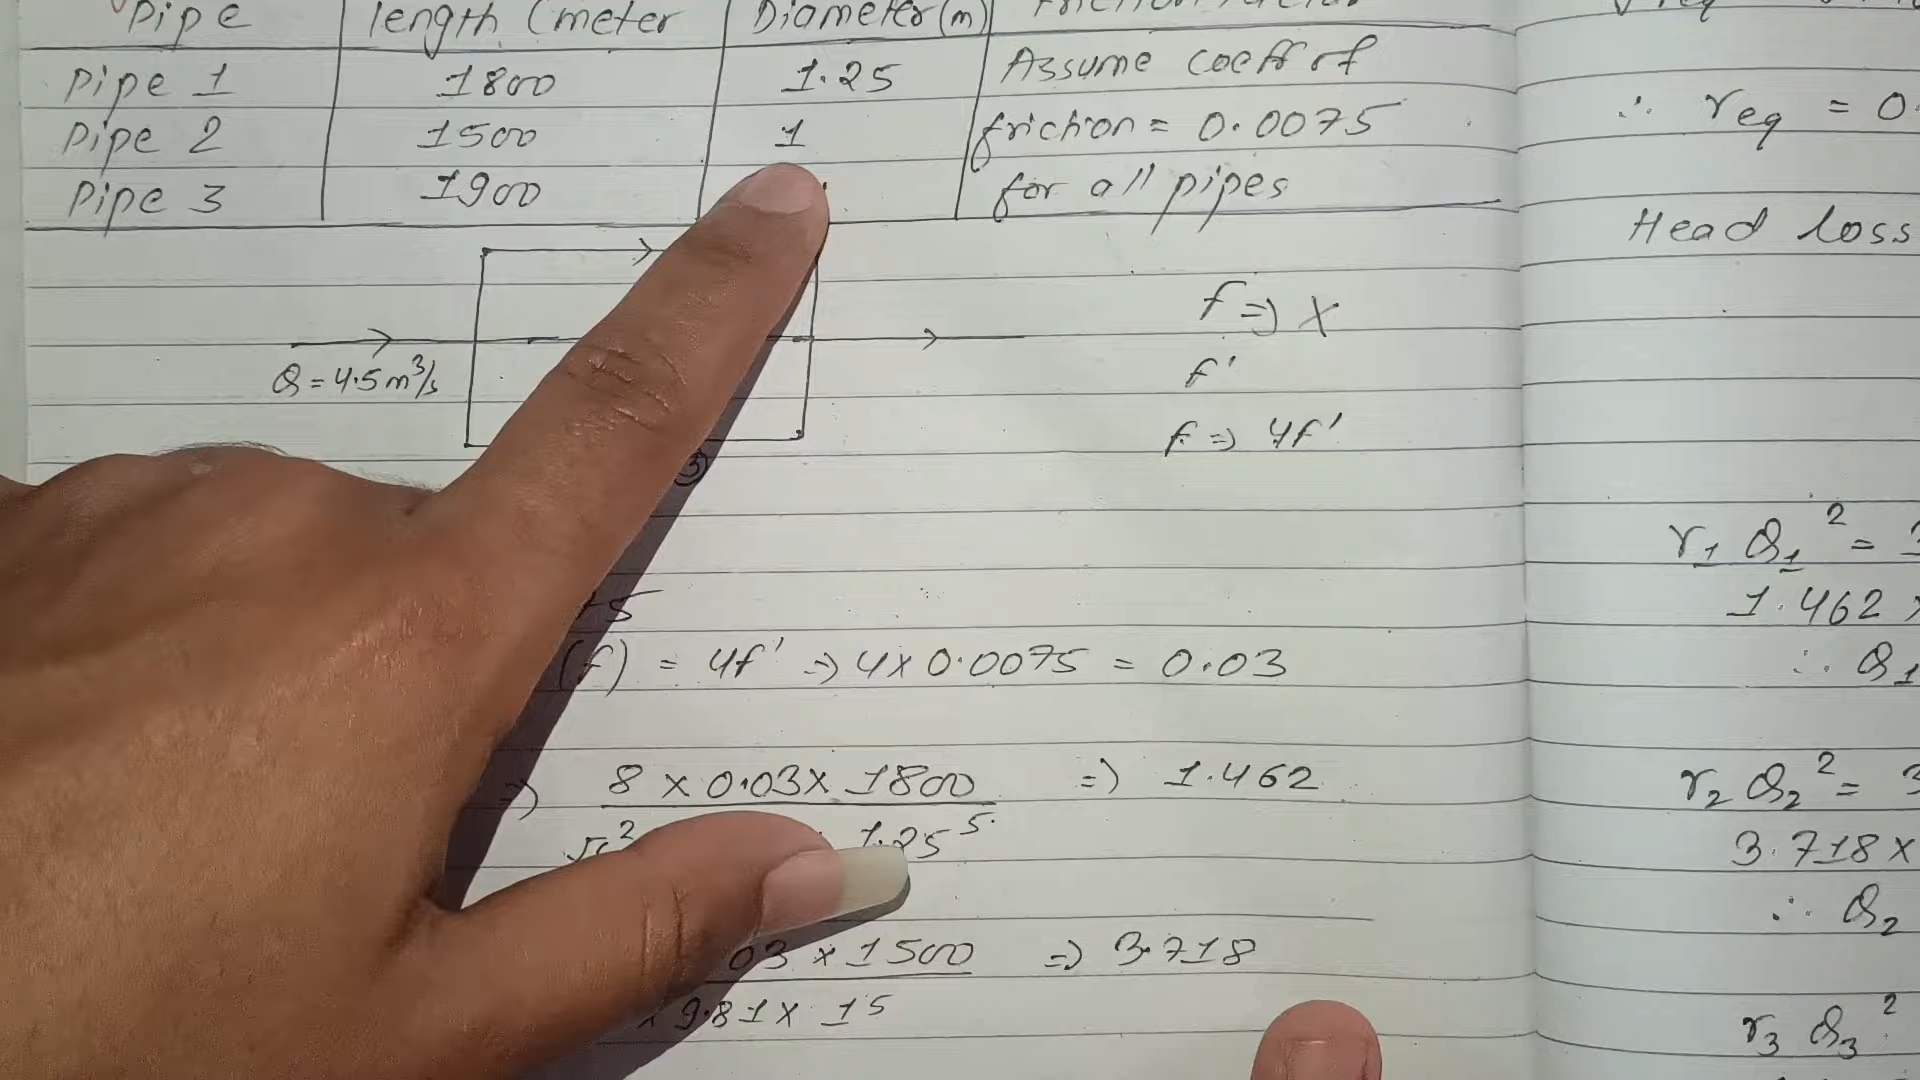 Pipe length (meter Diameter(m)
Pipe 1 1800 1.25 Assume coeff of
Pipe 2 1500 1 friction = 0.0075
Pipe 3 1900 for all pipes
Q = 4.5 m³/s
f => X
f'
f => 4f'
3
(f) = 4f' => 4 x 0.0075 = 0.03
=> 8 x 0.03 x 1800 => 1.462
π² 1.25⁵
03 x 1500 => 3.718
x 9.81 x 1⁵
∴ req = 0.
Head loss
r₁ Q₁² =
1.462 x
∴ Q₁
r₂ Q₂² = 3
3.718 x
∴ Q₂
r₃ Q₃²